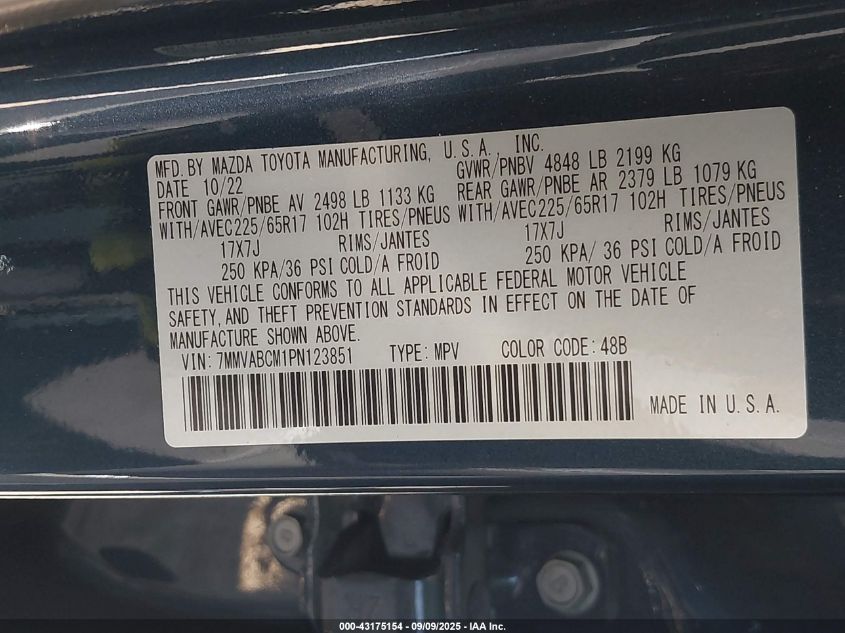 MFD. BY MAZDA TOYOTA MANUFACTURING, U.S.A., INC.
DATE 10/22 GVWR/PNBV 4848 LB 2199 KG
FRONT GAWR/PNBE AV 2498 LB 1133 KG REAR GAWR/PNBE AR 2379 LB 1079 KG
WITH/AVEC225/65R17 102H TIRES/PNEUS WITH/AVEC225/65R17 102H TIRES/PNEUS
17X7J RIMS/JANTES 17X7J RIMS/JANTES
250 KPA/36 PSI COLD/A FROID 250 KPA/ 36 PSI COLD/A FROID
THIS VEHICLE CONFORMS TO ALL APPLICABLE FEDERAL MOTOR VEHICLE
SAFETY, AND THEFT PREVENTION STANDARDS IN EFFECT ON THE DATE OF
MANUFACTURE SHOWN ABOVE.
VIN: 7MMVABCM1PN123851 TYPE: MPV COLOR CODE: 48B
MADE IN U.S.A.
000-43175154 - 09/09/2025 - IAA Inc.